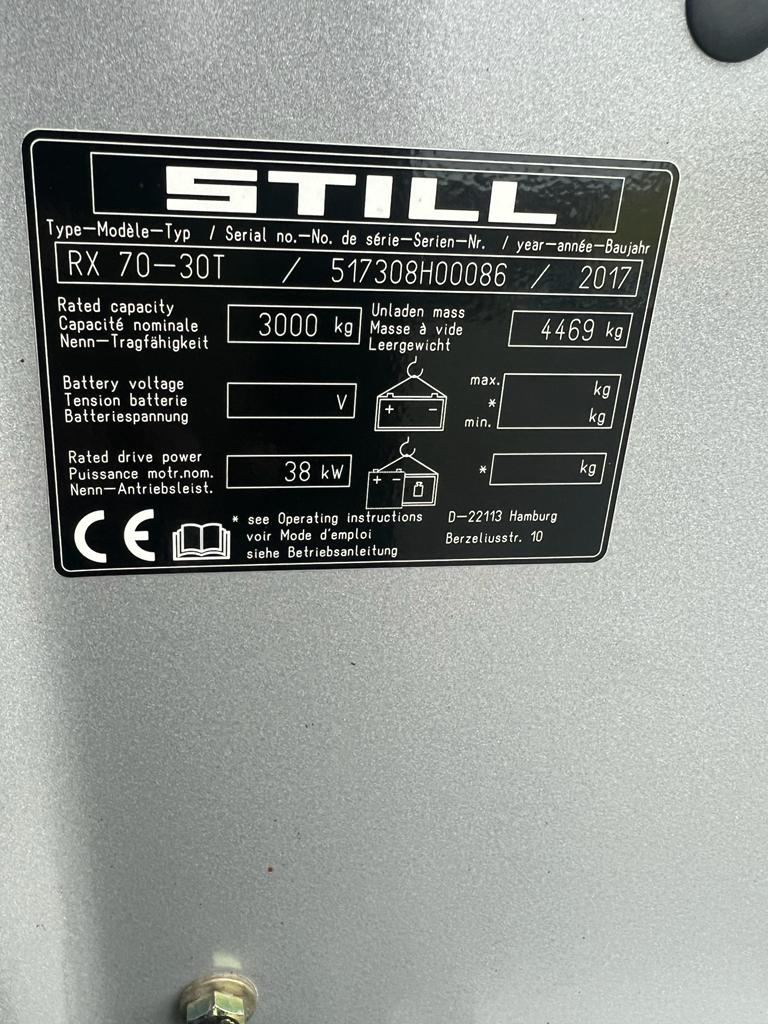 STILL
Type—Modèle—Typ / Serial no.—No. de série—Serien—Nr. / year—année—Baujahr
RX 70—30T / 517308H00086 / 2017
Rated capacity
Capacité nominale
Nenn—Tragfähigkeit
3000 kg
Unladen mass
Masse à vide
Leergewicht
4469 kg
Battery voltage
Tension batterie
Batteriespannung
V
+ −
max.
*
min.
kg
kg
Rated drive power
Puissance motr.nom.
Nenn—Antriebsleist.
38 kW
+ −
* kg
CE
* see Operating instructions
voir Mode d'emploi
siehe Betriebsanleitung
D—22113 Hamburg
Berzeliusstr. 10